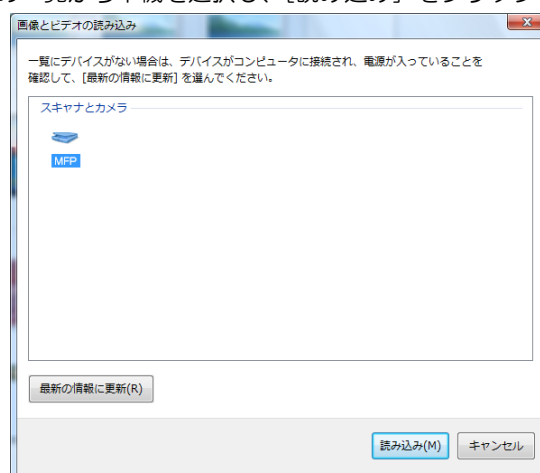 画像とビデオの読み込み
一覧にデバイスがない場合は、デバイスがコンピュータに接続され、電源が入っていることを
確認して、[最新の情報に更新] を選んでください。
スキャナとカメラ
MFP
最新の情報に更新(R)
読み込み(M)
キャンセル